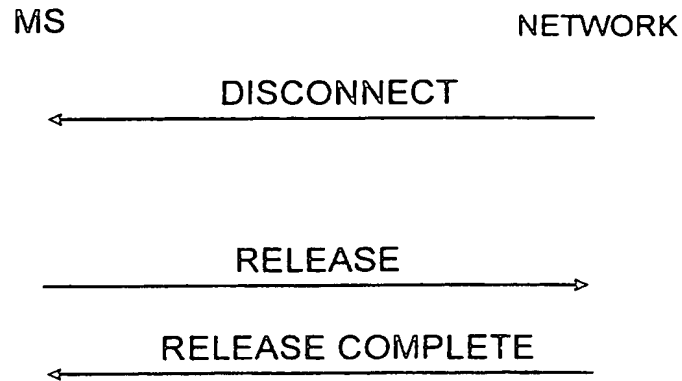 MS
NETWORK
DISCONNECT
RELEASE
RELEASE COMPLETE